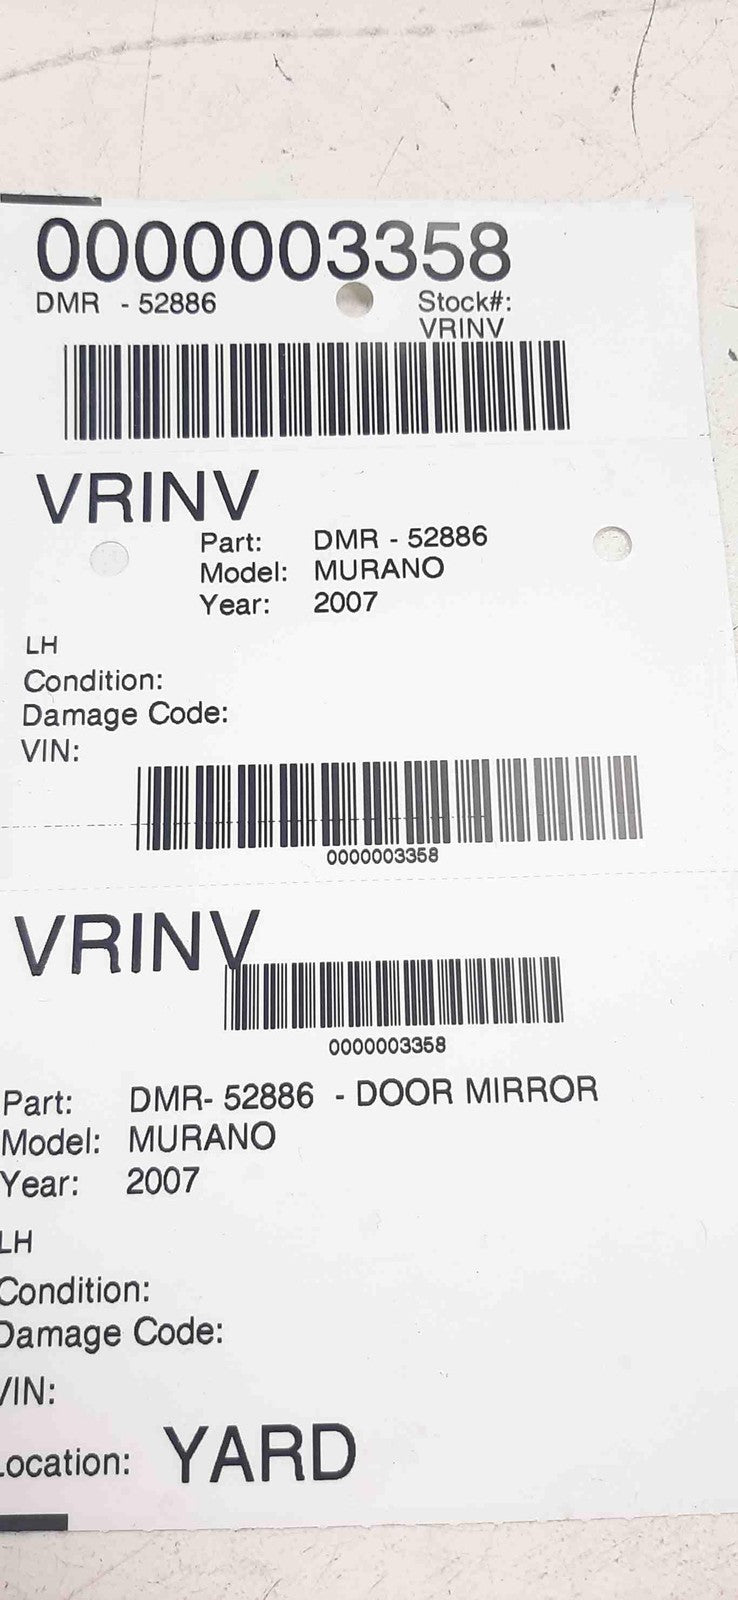 0000003358
DMR - 52886 Stock#:
VRINV
VRINV
Part: DMR - 52886
Model: MURANO
Year: 2007
LH
Condition:
Damage Code:
VIN:
0000003358
VRINV
0000003358
Part: DMR- 52886 - DOOR MIRROR
Model: MURANO
Year: 2007
LH
Condition:
Damage Code:
VIN:
Location: YARD